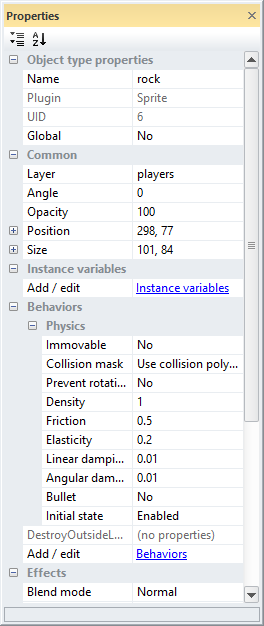 Properties
A Z
Object type properties
Name rock
Plugin Sprite
UID 6
Global No
Common
Layer players
Angle 0
Opacity 100
Position 298, 77
Size 101, 84
Instance variables
Add / edit Instance variables
Behaviors
Physics
Immovable No
Collision mask Use collision poly...
Prevent rotati... No
Density 1
Friction 0.5
Elasticity 0.2
Linear dampi... 0.01
Angular dam... 0.01
Bullet No
Initial state Enabled
DestroyOutsideL... (no properties)
Add / edit Behaviors
Effects
Blend mode Normal